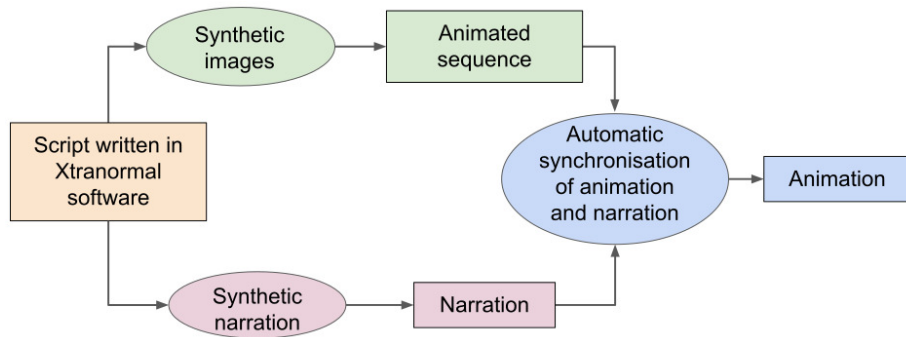 Synthetic
images
Animated
sequence
Script written in
Xtranormal
software
Automatic
synchronisation
of animation
and narration
Animation
Synthetic
narration
Narration